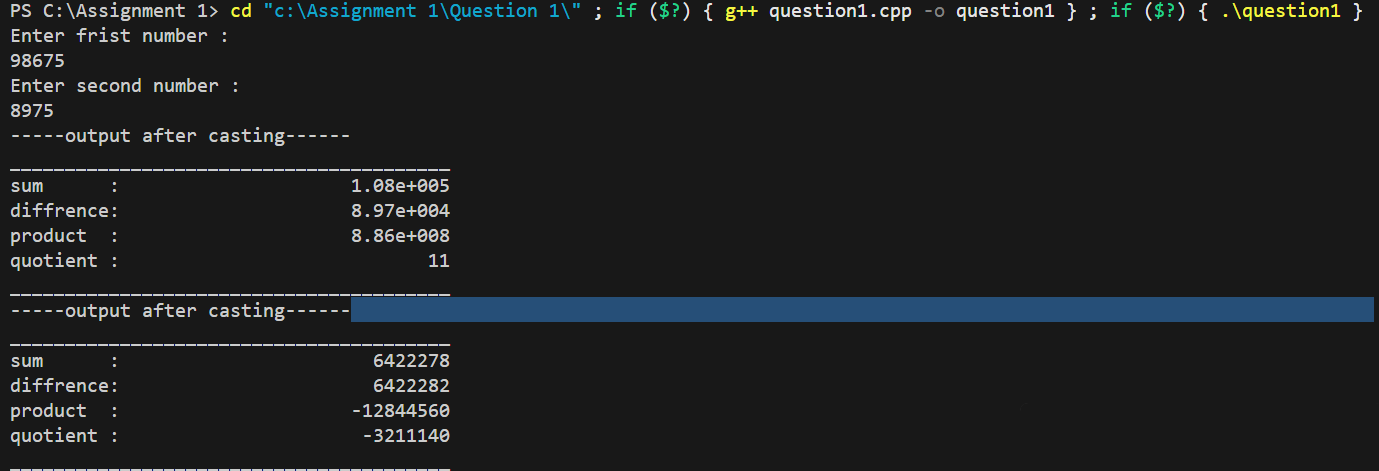 PS C:\Assignment 1> cd "c:\Assignment 1\Question 1\" ; if ($?) { g++ question1.cpp -o question1 } ; if ($?) { .\question1 }
Enter frist number :
98675
Enter second number :
8975
-----output after casting------
________________________________________
sum      :                     1.08e+005
diffrence:                     8.97e+004
product  :                     8.86e+008
quotient :                            11
________________________________________
-----output after casting------
________________________________________
sum      :                       6422278
diffrence:                       6422282
product  :                     -12844560
quotient :                      -3211140
________________________________________